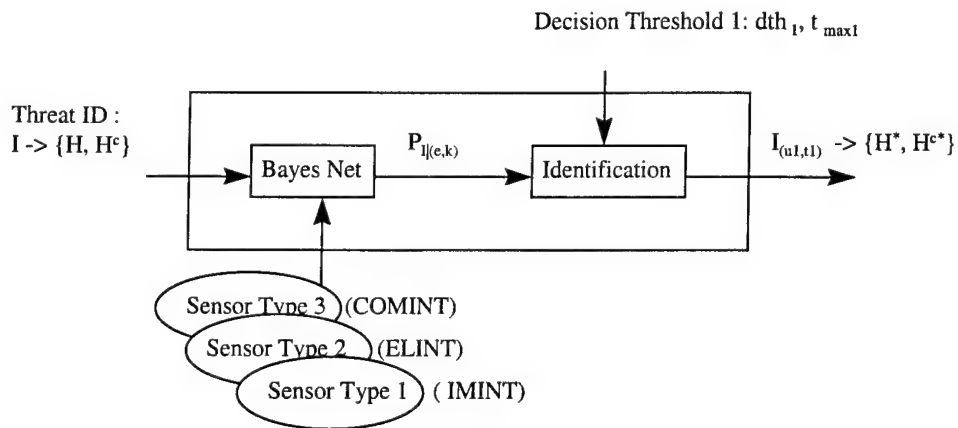 Decision Threshold 1: dth 1, t max1
Threat ID :
I -> {H, Hᶜ}
P I|(e,k)
I (u1,t1) -> {H*, Hᶜ*}
Bayes Net
Identification
Sensor Type 3 (COMINT)
Sensor Type 2 (ELINT)
Sensor Type 1 ( IMINT)